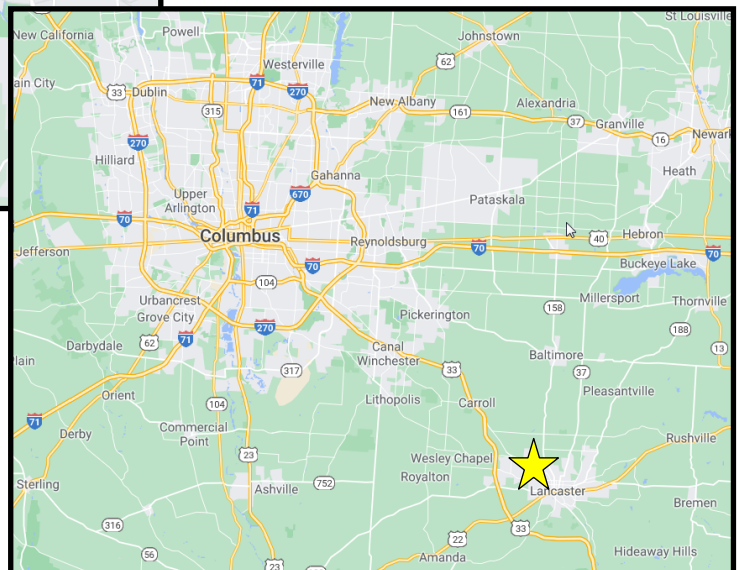 St Louisville
New California
Powell
Johnstown
Westerville
62
71
270
33
Dublin
ain City
New Albany
Alexandria
315
161
37
Granville
16
Newark
270
Hilliard
Gahanna
Heath
670
Upper
Arlington
71
Pataskala
70
Columbus
Reynoldsburg
70
40
Hebron
70
Jefferson
70
Buckeye Lake
104
Urbancrest
Millersport
Thornville
Grove City
270
Pickerington
158
188
62
71
Darbydale
Canal
Winchester
Baltimore
13
lain
317
33
37
Pleasantville
Orient
104
Lithopolis
Carroll
71
Derby
Commercial
Point
Rushville
23
Wesley Chapel
Royalton
Sterling
Ashville
752
Lancaster
Bremen
316
33
56
22
Amanda
Hideaway Hills
23